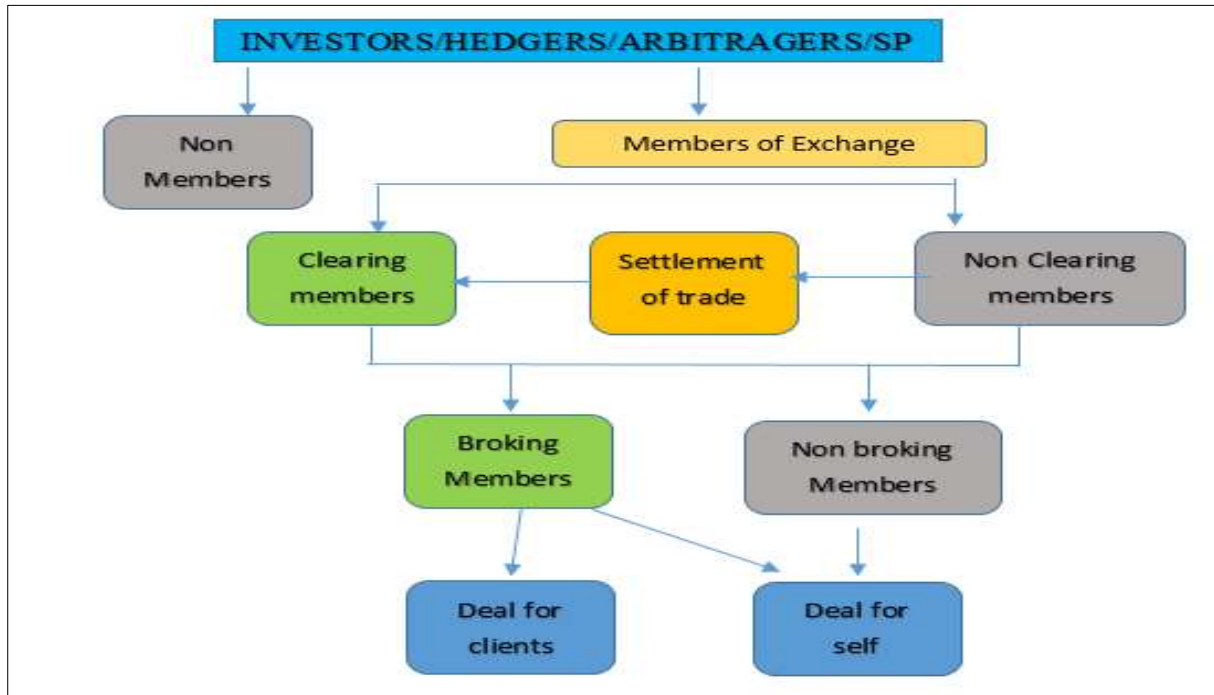 INVESTORS/HEDGERS/ARBITRAGERS/SP
Non
Members
Members of Exchange
Clearing
members
Settlement
of trade
Non Clearing
members
Broking
Members
Non broking
Members
Deal for
clients
Deal for
self